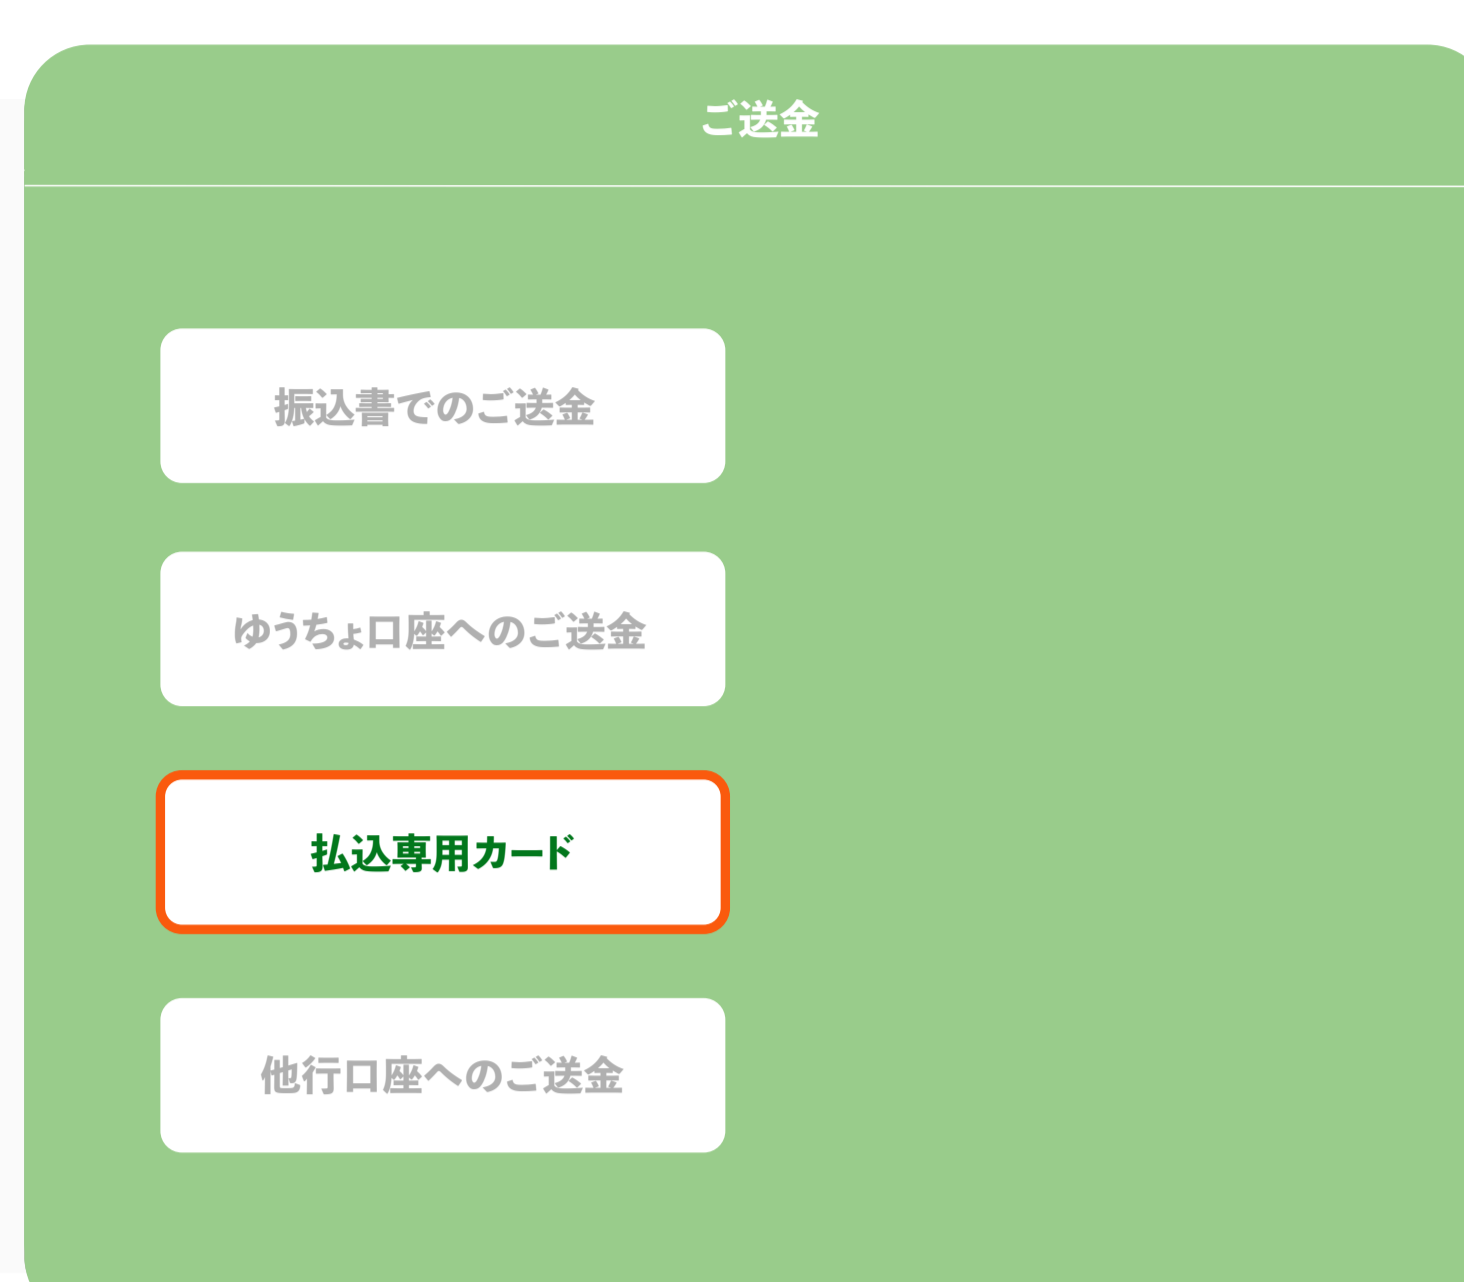 ご送金
振込書でのご送金
ゆうちょ口座へのご送金
払込専用カード
他行口座へのご送金